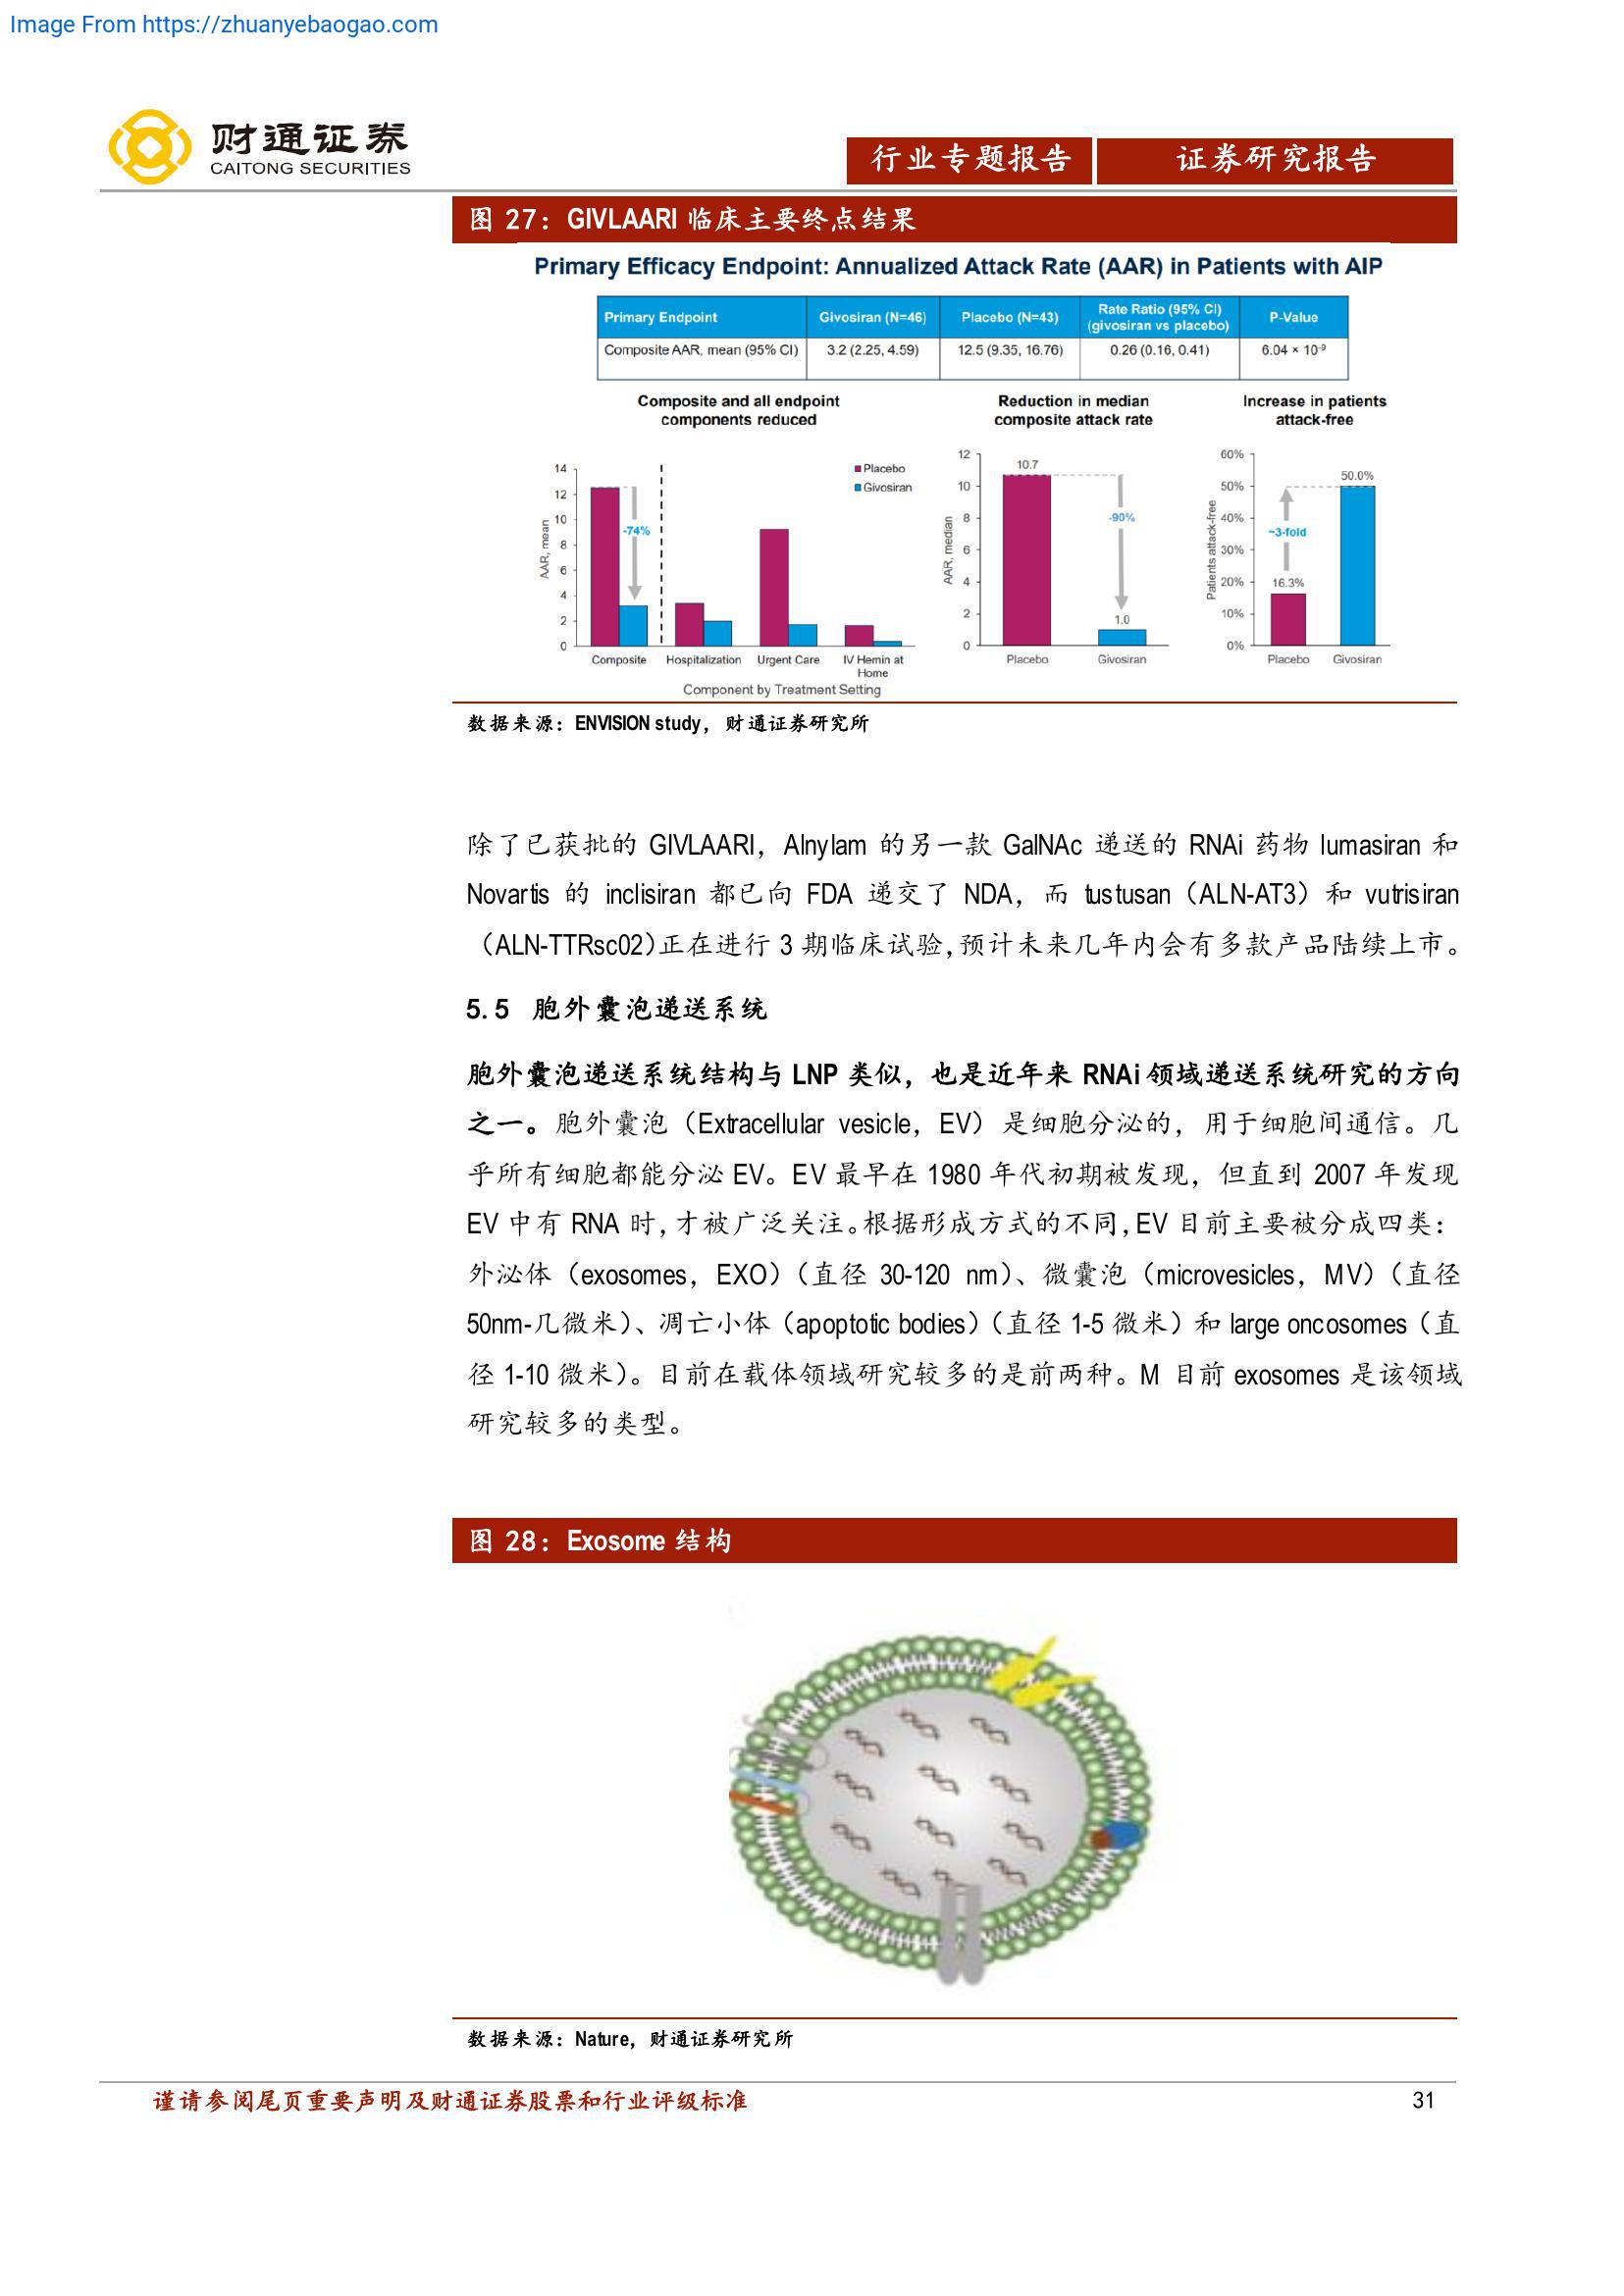 Image From https://zhuanyebaogao.com
财通证券
CAITONG SECURITIES
行业专题报告
证券研究报告
图 27：GIVLAARI 临床主要终点结果
Primary Efficacy Endpoint: Annualized Attack Rate (AAR) in Patients with AIP
Primary Endpoint Givosiran (N=46) Placebo (N=43) Rate Ratio (95% CI) (givosiran vs placebo) P-Value
Composite AAR, mean (95% CI) 3.2 (2.25, 4.59) 12.5 (9.35, 16.76) 0.26 (0.16, 0.41) 6.04 × 10⁻⁹
Composite and all endpoint
components reduced
14
12
10
8
6
4
2
0
AAR, mean
-74%
Placebo
Givosiran
Composite Hospitalization Urgent Care IV Hemin at
Home
Component by Treatment Setting
Reduction in median
composite attack rate
12
10
8
6
4
2
0
AAR, median
10.7
-90%
1.0
Placebo Givosiran
Increase in patients
attack-free
60%
50%
40%
30%
20%
10%
0%
Patients attack-free
50.0%
~3-fold
16.3%
Placebo Givosiran
数据来源：ENVISION study，财通证券研究所
除了已获批的 GIVLAARI，Alnylam 的另一款 GalNAc 递送的 RNAi 药物 lumasiran 和
Novartis 的 inclisiran 都已向 FDA 递交了 NDA，而 tustusan（ALN-AT3）和 vutrisiran
（ALN-TTRsc02）正在进行 3 期临床试验，预计未来几年内会有多款产品陆续上市。
5.5 胞外囊泡递送系统
胞外囊泡递送系统结构与 LNP 类似，也是近年来 RNAi 领域递送系统研究的方向
之一。胞外囊泡（Extracellular vesicle，EV）是细胞分泌的，用于细胞间通信。几
乎所有细胞都能分泌 EV。EV 最早在 1980 年代初期被发现，但直到 2007 年发现
EV 中有 RNA 时，才被广泛关注。根据形成方式的不同，EV 目前主要被分成四类：
外泌体（exosomes，EXO）（直径 30-120 nm）、微囊泡（microvesicles，MV）（直径
50nm-几微米）、凋亡小体（apoptotic bodies）（直径 1-5 微米）和 large oncosomes（直
径 1-10 微米）。目前在载体领域研究较多的是前两种。M 目前 exosomes 是该领域
研究较多的类型。
图 28：Exosome 结构
数据来源：Nature，财通证券研究所
谨请参阅尾页重要声明及财通证券股票和行业评级标准
31